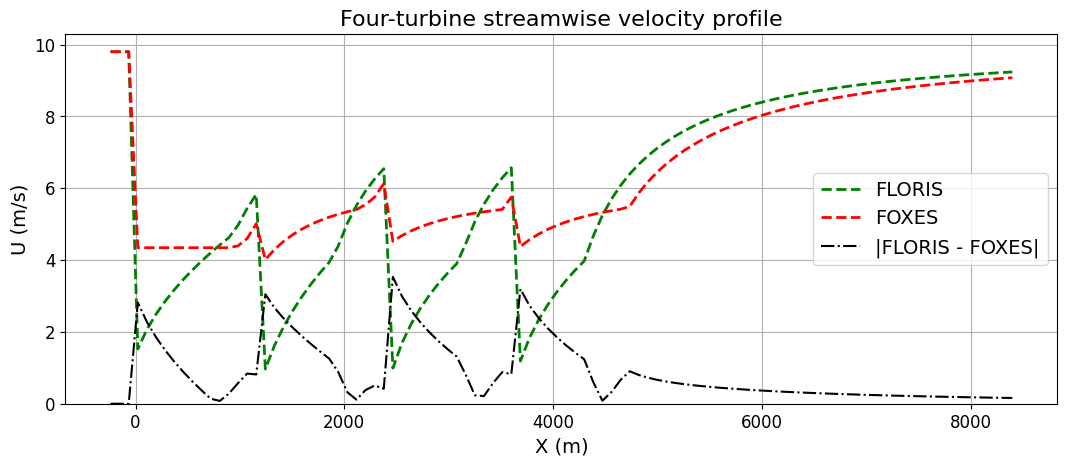 Four-turbine streamwise velocity profile
10
8
6
4
2
0
U (m/s)
FLORIS
FOXES
|FLORIS - FOXES|
0 2000 4000 6000 8000
X (m)